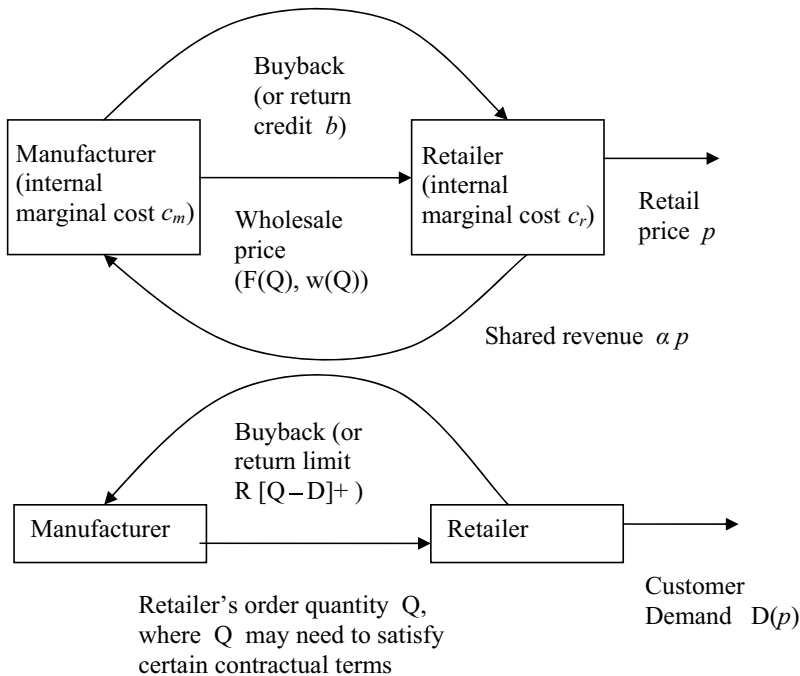 Buyback
(or return
credit b)
Manufacturer
(internal
marginal cost cₘ)
Retailer
(internal
marginal cost cᵣ)
Retail
price p
Wholesale
price
(F(Q), w(Q))
Shared revenue α p
Buyback (or
return limit
R [Q–D]+ )
Manufacturer
Retailer
Customer
Demand D(p)
Retailer's order quantity Q,
where Q may need to satisfy
certain contractual terms